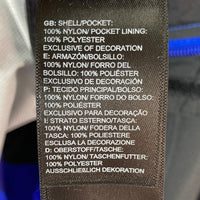 GB: SHELL/POCKET:
100% NYLON/ POCKET LINING:
100% POLYESTER
EXCLUSIVE OF DECORATION
E: ARMAZÓN/BOLSILLO:
100% NYLON/ FORRO DEL
BOLSILLO: 100% POLIÉSTER
EXCLUSIVO DE DECORACIÓN
P: TECIDO PRINCIPAL/BOLSO:
100% NYLON/ FORRO DO BOLSO:
100% POLIÉSTER
EXCLUSIVO DE DECORAÇÃO
I: STRATO ESTERNO/TASCA:
100% NYLON/ FODERA DELLA
TASCA: 100% POLIESTERE
ESCLUSA LA DECORAZIONE
D: OBERSTOFF/TASCHE:
100% NYLON/TASCHENFUTTER:
100% POLYESTER
AUSSCHLIEßLICH DEKORATION